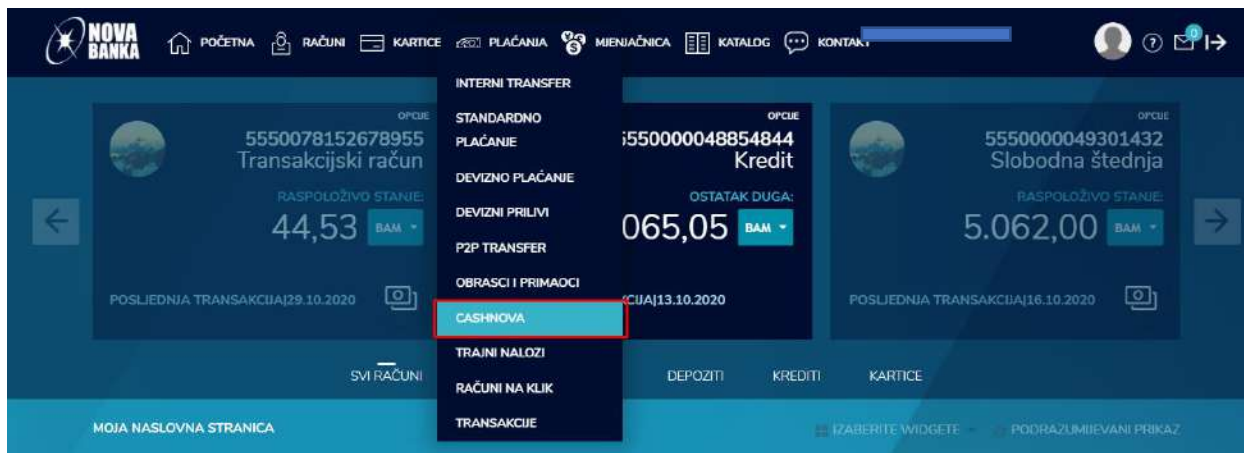 NOVA
BANKA
POČETNA
RAČUNI
KARTICE
PLAĆANJA
MJENJAČNICA
KATALOG
KONTAKT
0
INTERNI TRANSFER
STANDARDNO
PLAĆANJE
DEVIZNO PLAĆANJE
DEVIZNI PRILIVI
P2P TRANSFER
OBRASCI I PRIMAOCI
CASHNOVA
TRAJNI NALOZI
RAČUNI NA KLIK
TRANSAKCIJE
OPCIJE
5550078152678955
Transakcijski račun
RASPOLOŽIVO STANJE:
44,53 BAM
POSLJEDNJA TRANSAKCIJA|29.10.2020
OPCIJE
5550000048854844
Kredit
OSTATAK DUGA:
065,05 BAM
CIJA|13.10.2020
OPCIJE
5550000049301432
Slobodna štednja
RASPOLOŽIVO STANJE:
5.062,00 BAM
POSLJEDNJA TRANSAKCIJA|16.10.2020
SVI RAČUNI
DEPOZITI
KREDITI
KARTICE
MOJA NASLOVNA STRANICA
IZABERITE WIDGETE
PODRAZUMIJEVANI PRIKAZ